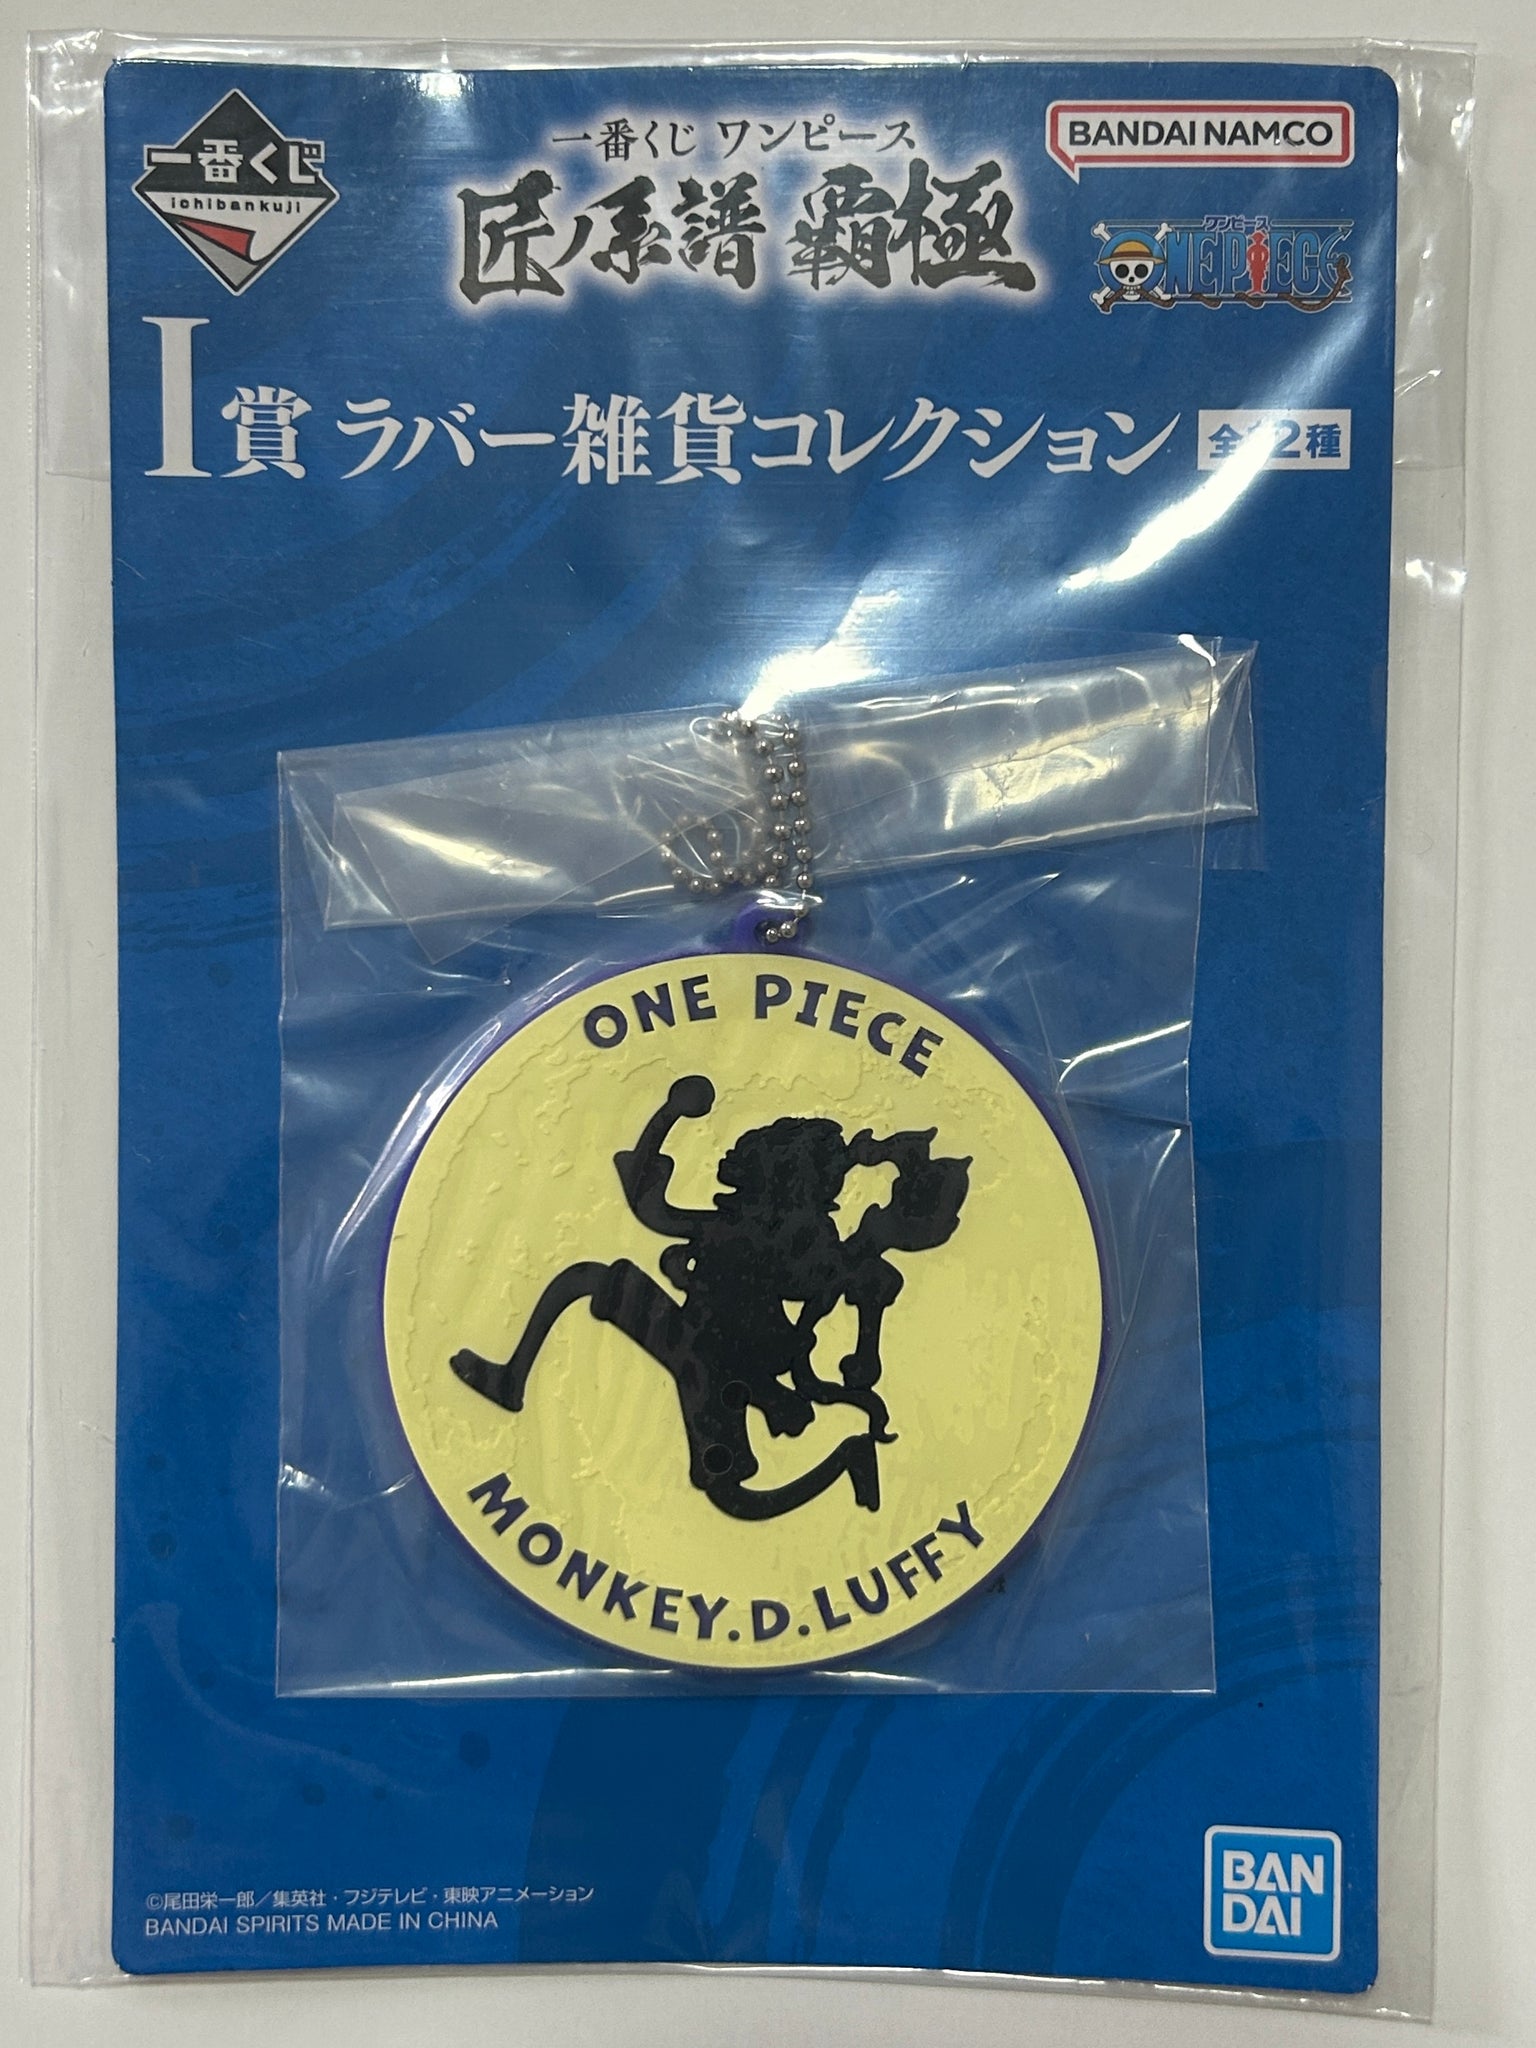 一番くじ
ichibankuji
一番くじ ワンピース
匠ノ系譜 覇極
BANDAI NAMCO
ワンピース
ONE PIECE
I賞 ラバー雑貨コレクション
ONE PIECE
MONKEY.D.LUFFY
©尾田栄一郎/集英社・フジテレビ・東映アニメーション
BANDAI SPIRITS MADE IN CHINA
BAN
DAI